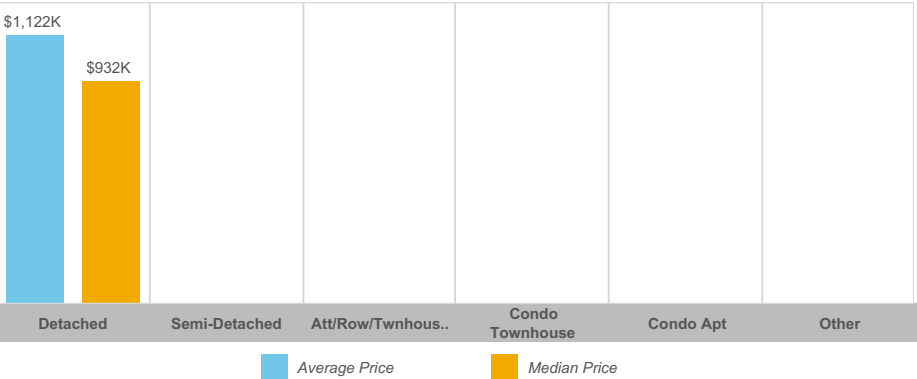 $1,122K
$932K
Detached
Semi-Detached
Att/Row/Twnhous..
Condo
Townhouse
Condo Apt
Other
Average Price
Median Price